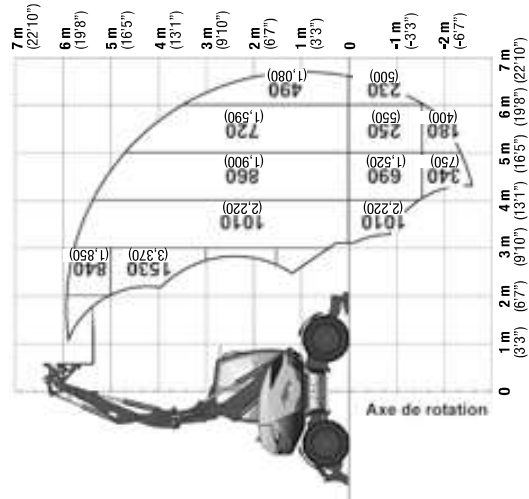 7 m
(22'10")
6 m
(19'8")
5 m
(16'5")
4 m
(13'1")
3 m
(9'10")
2 m
(6'7")
1 m
(3'3")
0
-1 m
(-3'3")
-2 m
(-6'7")
490
(1,080)
230
(500)
720
(1,590)
250
(550)
180
(400)
860
(1,900)
690
(1,520)
340
(750)
1010
(2,220)
1010
(2,220)
840
(1,850)
1530
(3,370)
7 m
(22'10")
6 m
(19'8")
5 m
(16'5")
4 m
(13'1")
3 m
(9'10")
2 m
(6'7")
1 m
(3'3")
0
Axe de rotation